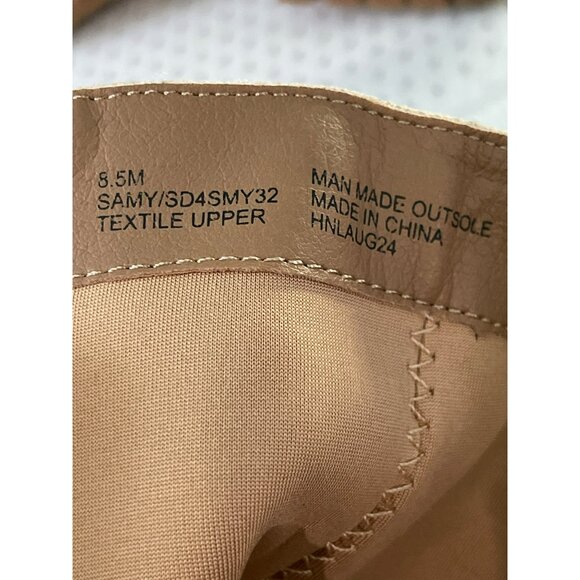 8.5M
SAMY/SD4SMY32
TEXTILE UPPER
MAN MADE OUTSOLE
MADE IN CHINA
HNLAUG24